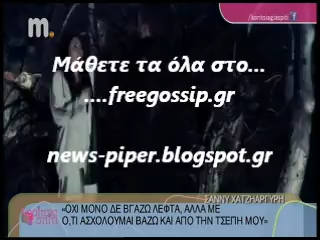 m.
kontsiagaspiti
Μάθετε τα όλα στο...
....freegossip.gr
news-piper.blogspot.gr
ΣΑΝΝΥ ΧΑΤΖΗΑΡΓΥΡΗ
«ΟΧΙ ΜΟΝΟ ΔΕ ΒΓΑΖΩ ΛΕΦΤΑ, ΑΛΛΑ ΜΕ
Ο,ΤΙ ΑΣΧΟΛΟΥΜΑΙ ΒΑΖΩ ΚΑΙ ΑΠΟ ΤΗΝ ΤΣΕΠΗ ΜΟΥ»